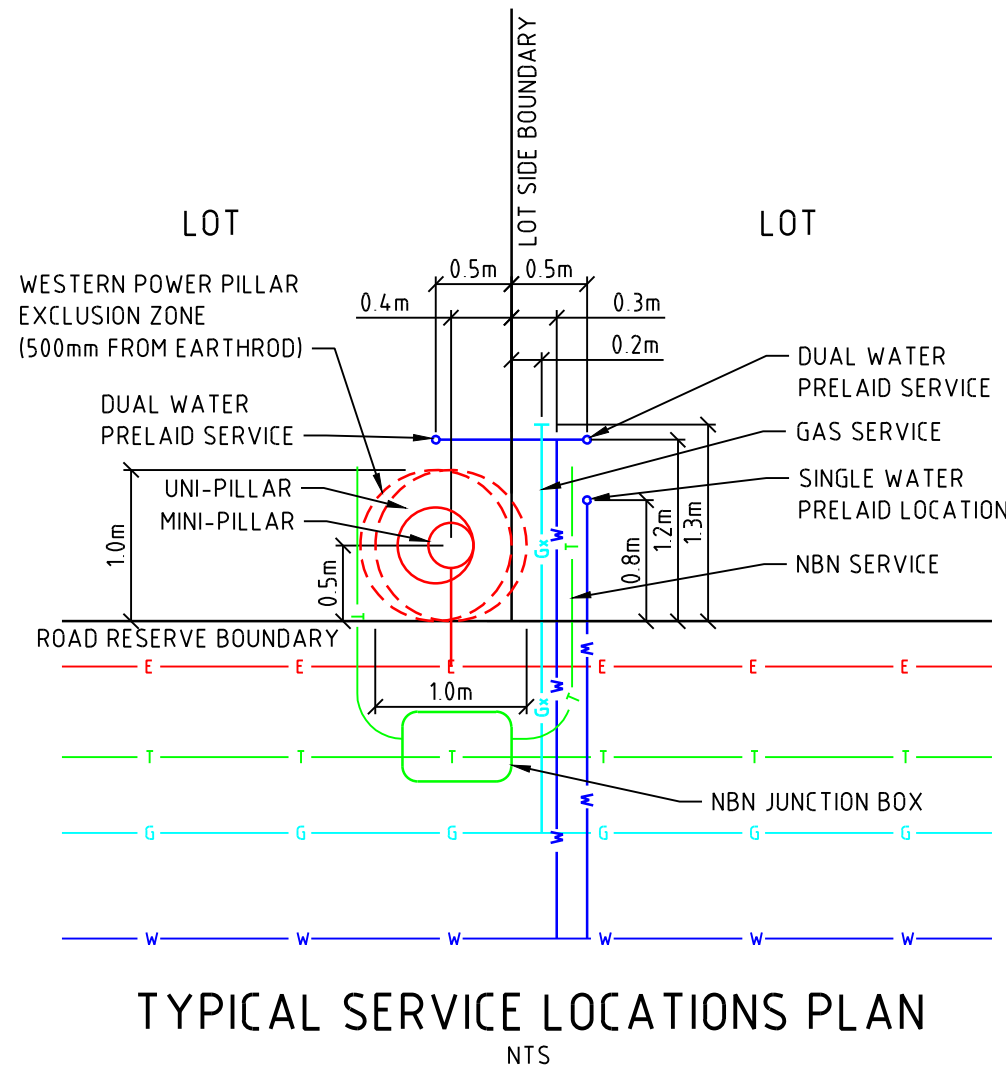 LOT SIDE BOUNDARY
LOT
LOT
0.5m
0.5m
WESTERN POWER PILLAR
EXCLUSION ZONE
(500mm FROM EARTHROD)
0.4m
0.3m
0.2m
DUAL WATER
PRELAID SERVICE
DUAL WATER
PRELAID SERVICE
GAS SERVICE
UNI-PILLAR
MINI-PILLAR
SINGLE WATER
PRELAID LOCATION
1.0m
0.5m
0.8m
1.2m
1.3m
W
Gx
T
NBN SERVICE
T
ROAD RESERVE BOUNDARY
W
E E E E E E
1.0m
W
T
Gx
T T T T T T
W
NBN JUNCTION BOX
G G G G G G
W
W W W W W W
TYPICAL SERVICE LOCATIONS PLAN
NTS